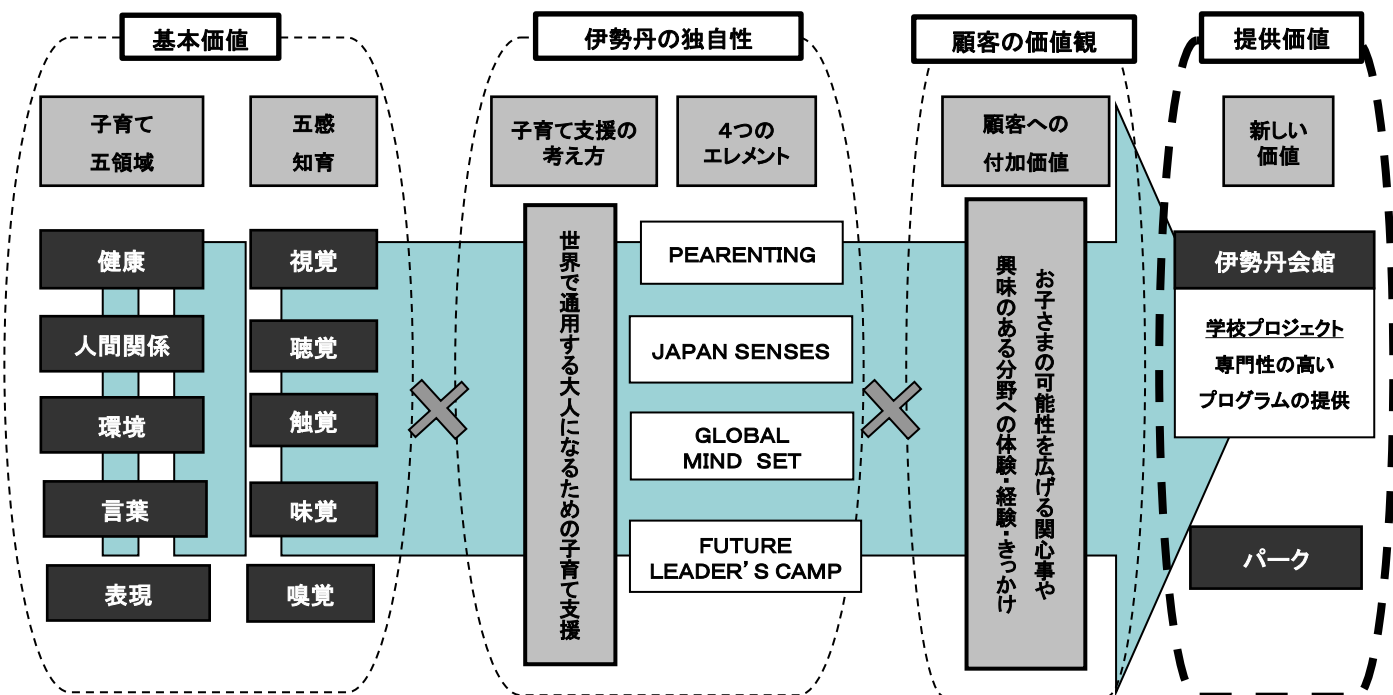 基本価値
伊勢丹の独自性
顧客の価値観
提供価値
子育て
五領域
五感
知育
子育て支援の
考え方
4つの
エレメント
顧客への
付加価値
新しい
価値
健康
人間関係
環境
言葉
表現
視覚
聴覚
触覚
味覚
嗅覚
世界で通用する大人になるための子育て支援
PEARENTING
JAPAN SENSES
GLOBAL
MIND SET
FUTURE
LEADER'S CAMP
お子さまの可能性を広げる関心事や
興味のある分野への体験・経験・きっかけ
伊勢丹会館
学校プロジェクト
専門性の高い
プログラムの提供
パーク